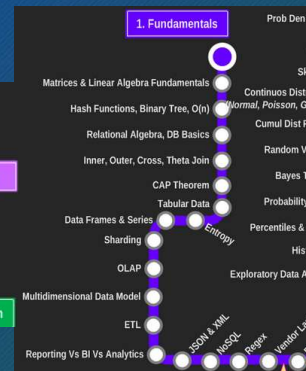 1. Fundamentals
Matrices & Linear Algebra Fundamentals
Hash Functions, Binary Tree, O(n)
Relational Algebra, DB Basics
Inner, Outer, Cross, Theta Join
CAP Theorem
Tabular Data
Data Frames & Series
Entropy
Sharding
OLAP
Multidimensional Data Model
ETL
Reporting Vs BI Vs Analytics
JSON & XML
NoSQL
Regex
Vendor
Prob Den
Continuos Dist
Normal, Poisson, G
Cumul Dist F
Random V
Bayes T
Probability
Percentiles &
His
Exploratory Data A